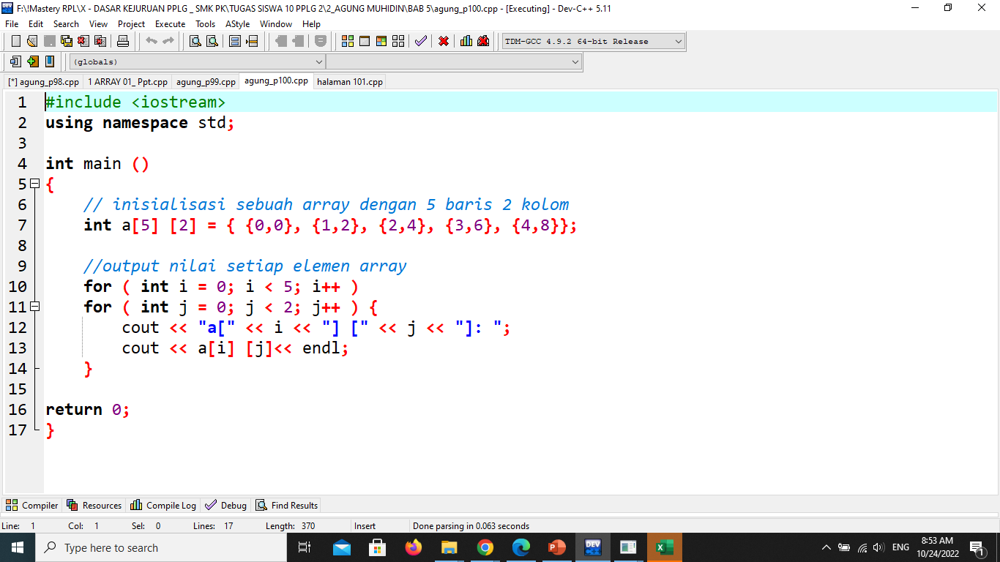 F:\!Mastery RPL\X - DASAR KEJURUAN PPLG _ SMK PK\TUGAS SISWA 10 PPLG 2\2_AGUNG MUHIDIN\BAB 5\agung_p100.cpp - [Executing] - Dev-C++ 5.11
File Edit Search View Project Execute Tools AStyle Window Help
TDM-GCC 4.9.2 64-bit Release
(globals)
[*] agung_p98.cpp 1 ARRAY 01_ Ppt.cpp agung_p99.cpp agung_p100.cpp halaman 101.cpp
1 #include <iostream>
2 using namespace std;
3
4 int main ()
5 {
6 // inisialisasi sebuah array dengan 5 baris 2 kolom
7 int a[5] [2] = { {0,0}, {1,2}, {2,4}, {3,6}, {4,8}};
8
9 //output nilai setiap elemen array
10 for ( int i = 0; i < 5; i++ )
11 for ( int j = 0; j < 2; j++ ) {
12 cout << "a[" << i << "] [" << j << "]: ";
13 cout << a[i] [j]<< endl;
14 }
15
16 return 0;
17 }
Compiler Resources Compile Log Debug Find Results
Line: 1 Col: 1 Sel: 0 Lines: 17 Length: 370 Insert Done parsing in 0.063 seconds
Type here to search
DEV
ENG
8:53 AM
10/24/2022
1